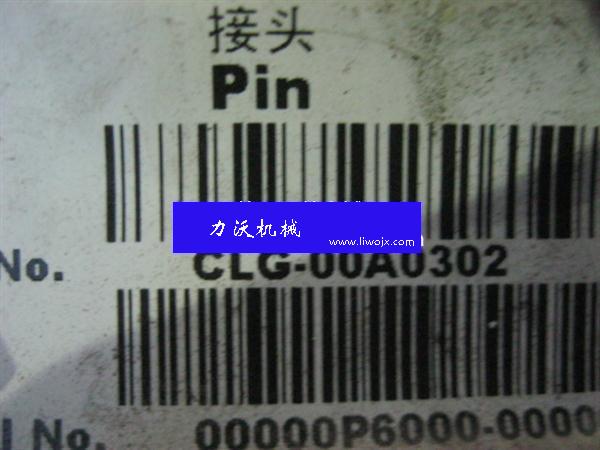 接头
Pin
力沃机械
www.liwojx.com
No.
CLG-00A0302
l No.
00000P6000-0000